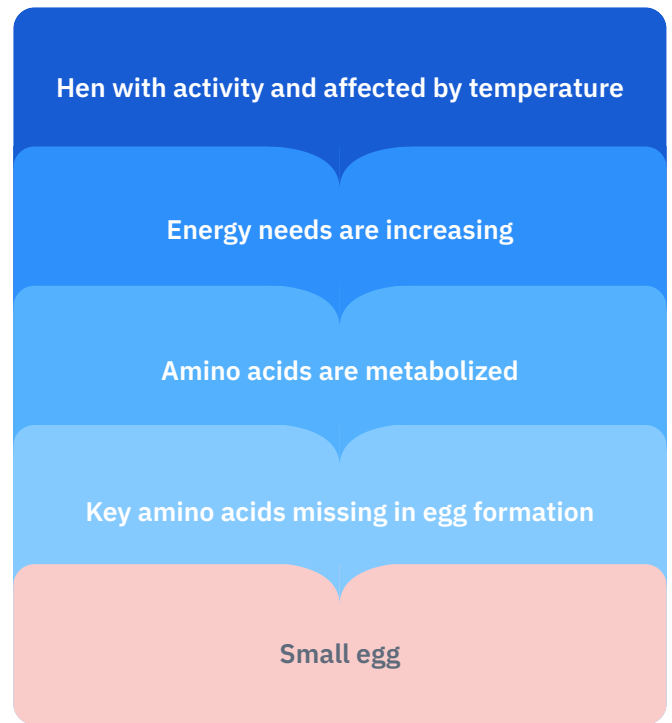 Hen with activity and affected by temperature
Energy needs are increasing
Amino acids are metabolized
Key amino acids missing in egg formation
Small egg